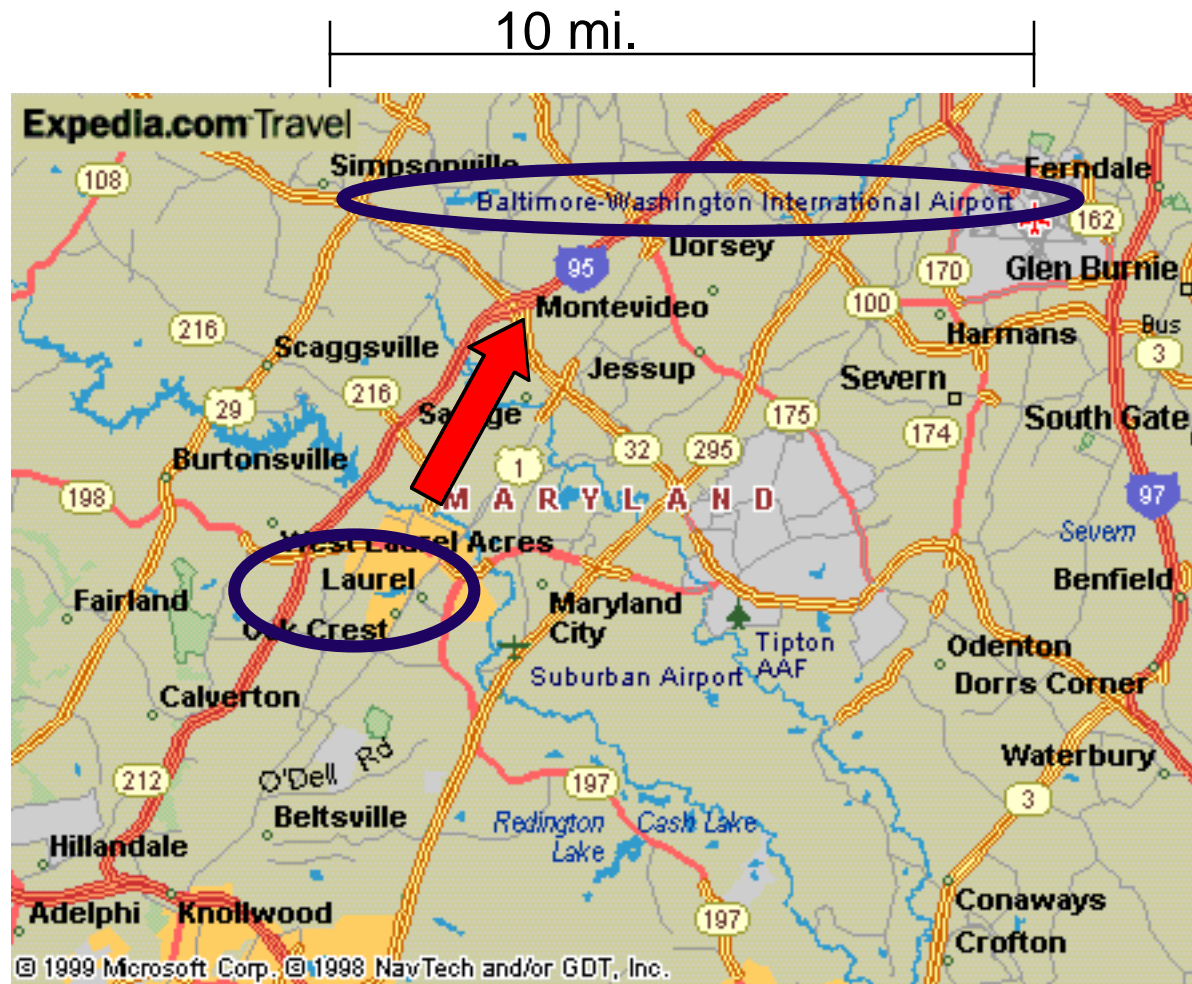 10 mi.
Expedia.com Travel
Simpsonville
Ferndale
108
Baltimore-Washington International Airport
162
Dorsey
95
170
Glen Burnie
100
Montevideo
216
Harmans
Bus
3
Scaggsville
Jessup
Severn
216
29
Savage
175
South Gate
174
32
295
Burtonsville
1
198
MARYLAND
97
Severn
West Laurel Acres
Laurel
Benfield
Fairland
Maryland
City
Oak Crest
Tipton
AAF
Odenton
Suburban Airport
Dorrs Corner
Calverton
Waterbury
O'Dell Rd
212
197
3
Beltsville
Redington
Lake
Cash Lake
Hillandale
Conaways
Adelphi
Knollwood
197
Crofton
© 1999 Microsoft Corp. © 1998 NavTech and/or GDT, Inc.